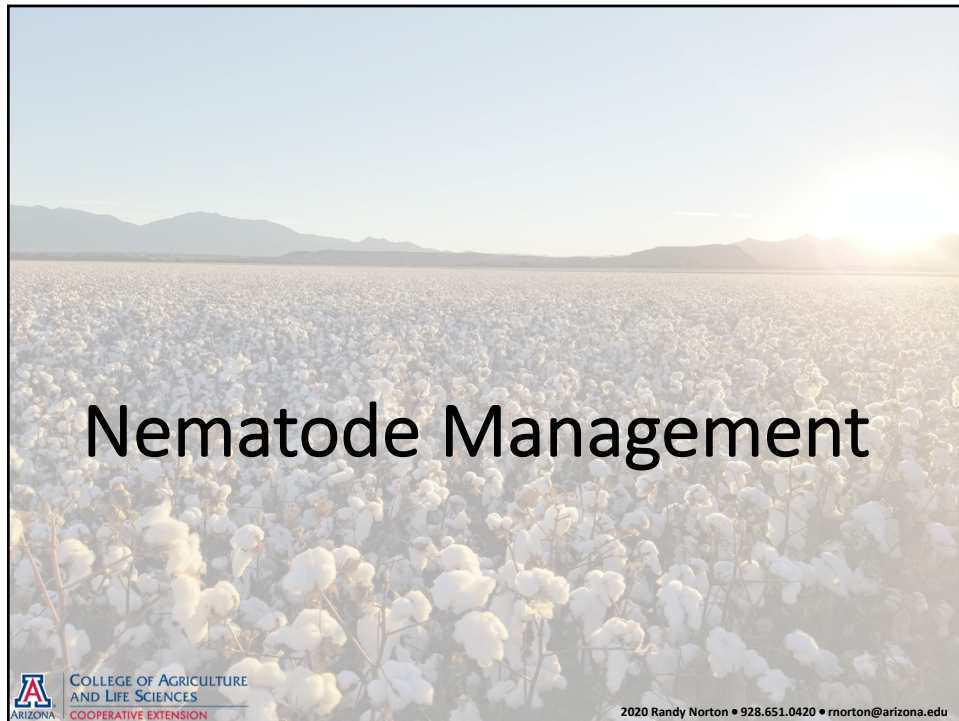 Nematode Management
COLLEGE OF AGRICULTURE
AND LIFE SCIENCES
ARIZONA
COOPERATIVE EXTENSION
2020 Randy Norton • 928.651.0420 • rnorton@arizona.edu